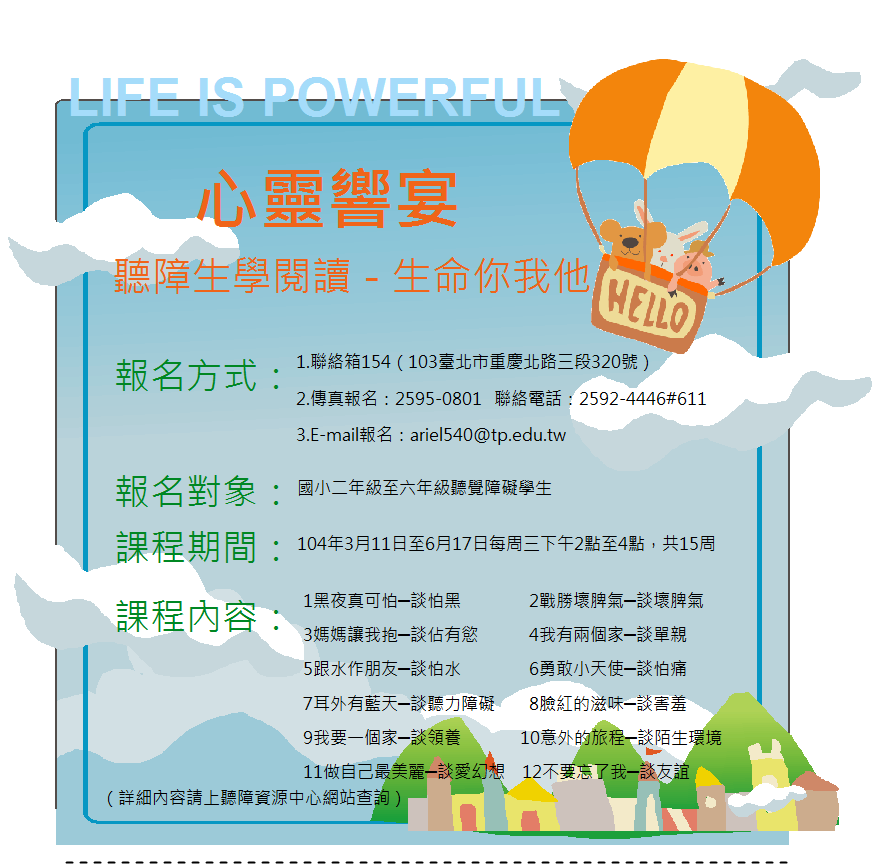 LIFE IS POWERFUL
心靈響宴
聽障生學閱讀－生命你我他
HELLO
報名方式：
1.聯絡箱154（103臺北市重慶北路三段320號）
2.傳真報名：2595-0801 聯絡電話：2592-4446#611
3.E-mail報名：ariel540@tp.edu.tw
報名對象：國小二年級至六年級聽覺障礙學生
課程期間：104年3月11日至6月17日每周三下午2點至4點，共15周
課程內容：
1黑夜真可怕─談怕黑 2戰勝壞脾氣─談壞脾氣
3媽媽讓我抱─談佔有慾 4我有兩個家─談單親
5跟水作朋友─談怕水 6勇敢小天使─談怕痛
7耳外有藍天─談聽力障礙 8臉紅的滋味─談害羞
9我要一個家─談領養 10意外的旅程─談陌生環境
11做自己最美麗─談愛幻想 12不要忘了我─談友誼
（詳細內容請上聽障資源中心網站查詢）